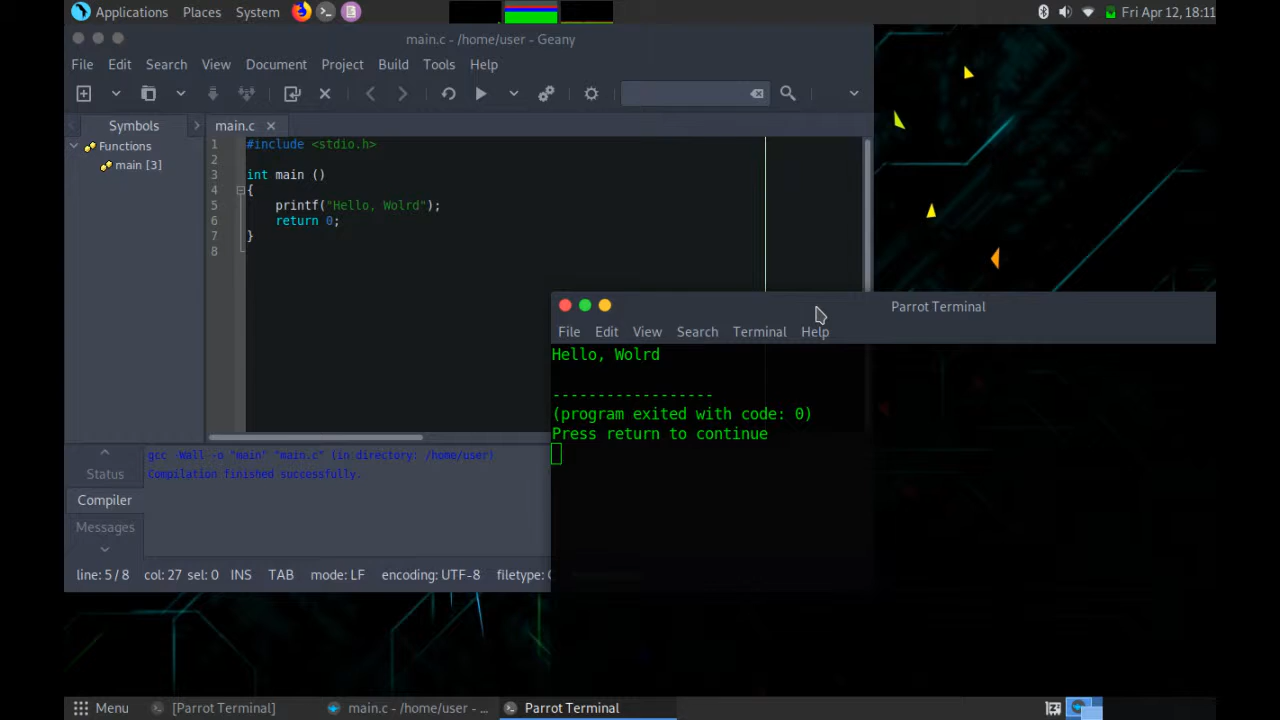 Applications Places System Fri Apr 12, 18:11
main.c - /home/user - Geany
File Edit Search View Document Project Build Tools Help
Symbols main.c
Functions
main [3]
1 #include <stdio.h>
2
3 int main ()
4 {
5 printf("Hello, Wolrd");
6 return 0;
7 }
8
Status
Compiler
Messages
gcc -Wall -o "main" "main.c" (in directory: /home/user)
Compilation finished successfully.
line: 5 / 8 col: 27 sel: 0 INS TAB mode: LF encoding: UTF-8 filetype:
Parrot Terminal
File Edit View Search Terminal Help
Hello, Wolrd
------------------
(program exited with code: 0)
Press return to continue
Menu [Parrot Terminal] main.c - /home/user - ... Parrot Terminal